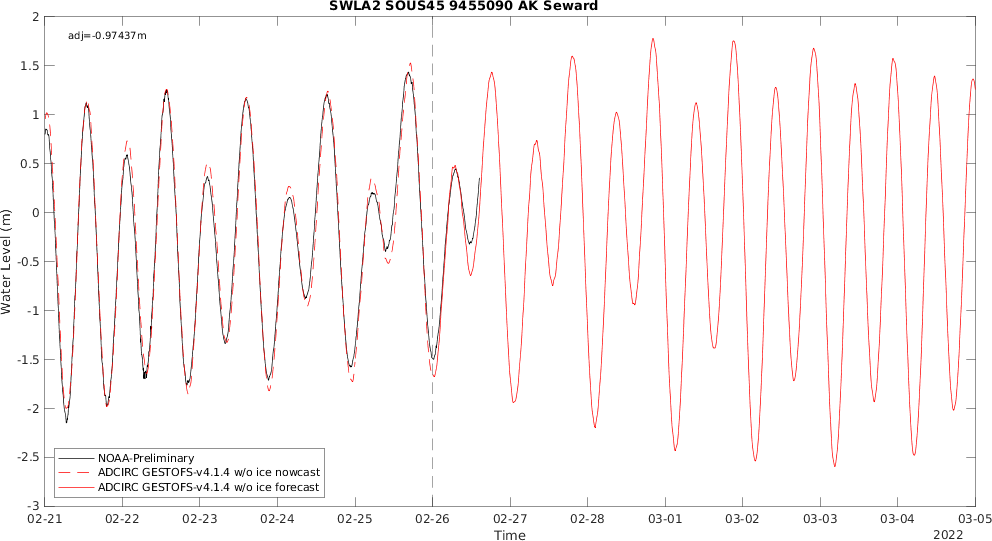 SWLA2 SOUS45 9455090 AK Seward
adj=-0.97437m
2
1.5
1
0.5
0
-0.5
-1
-1.5
-2
-2.5
-3
Water Level (m)
NOAA-Preliminary
ADCIRC GESTOFS-v4.1.4 w/o ice nowcast
ADCIRC GESTOFS-v4.1.4 w/o ice forecast
02-21 02-22 02-23 02-24 02-25 02-26 02-27 02-28 03-01 03-02 03-03 03-04 03-05
Time
2022